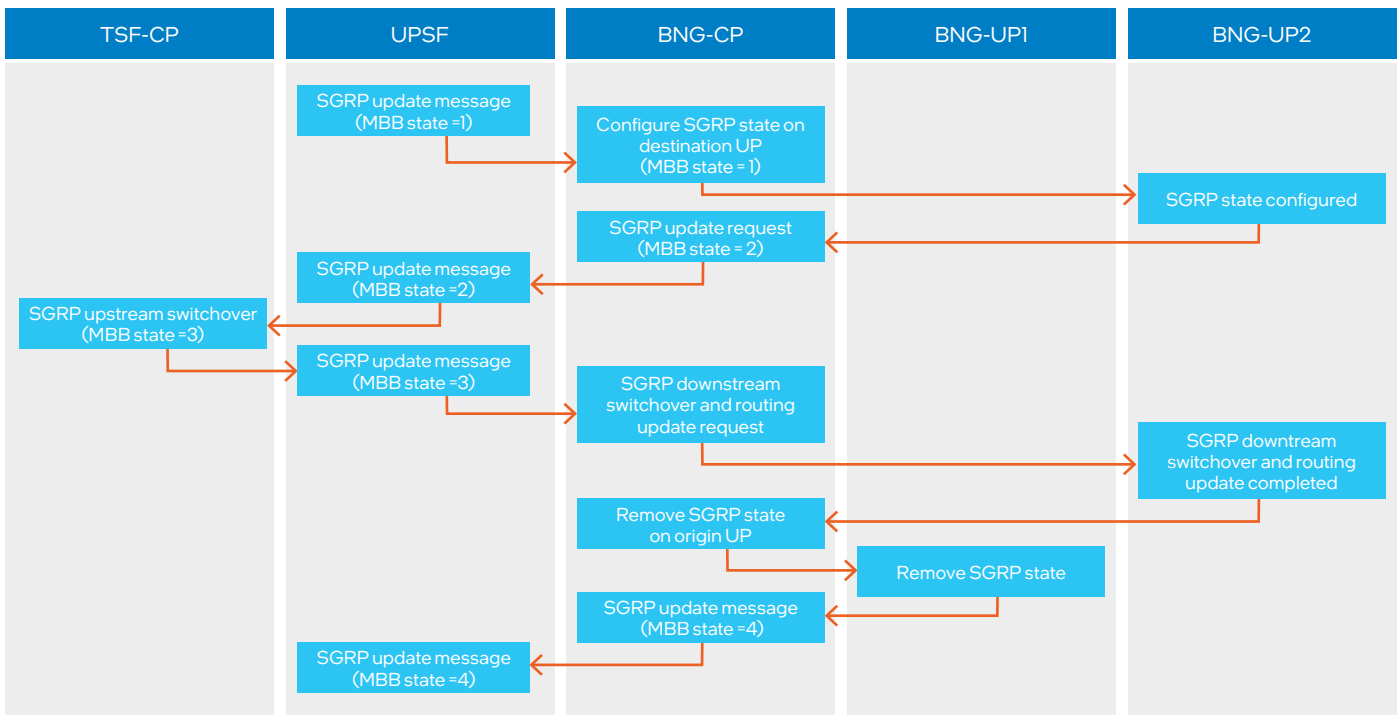 TSF-CP
UPSF
BNG-CP
BNG-UP1
BNG-UP2
SGRP update message
(MBB state =1)
Configure SGRP state on
destination UP
(MBB state = 1)
SGRP state configured
SGRP update request
(MBB state = 2)
SGRP update message
(MBB state =2)
SGRP upstream switchover
(MBB state =3)
SGRP update message
(MBB state =3)
SGRP downstream
switchover and routing
update request
SGRP downtream
switchover and routing
update completed
Remove SGRP state
on origin UP
Remove SGRP state
SGRP update message
(MBB state =4)
SGRP update message
(MBB state =4)